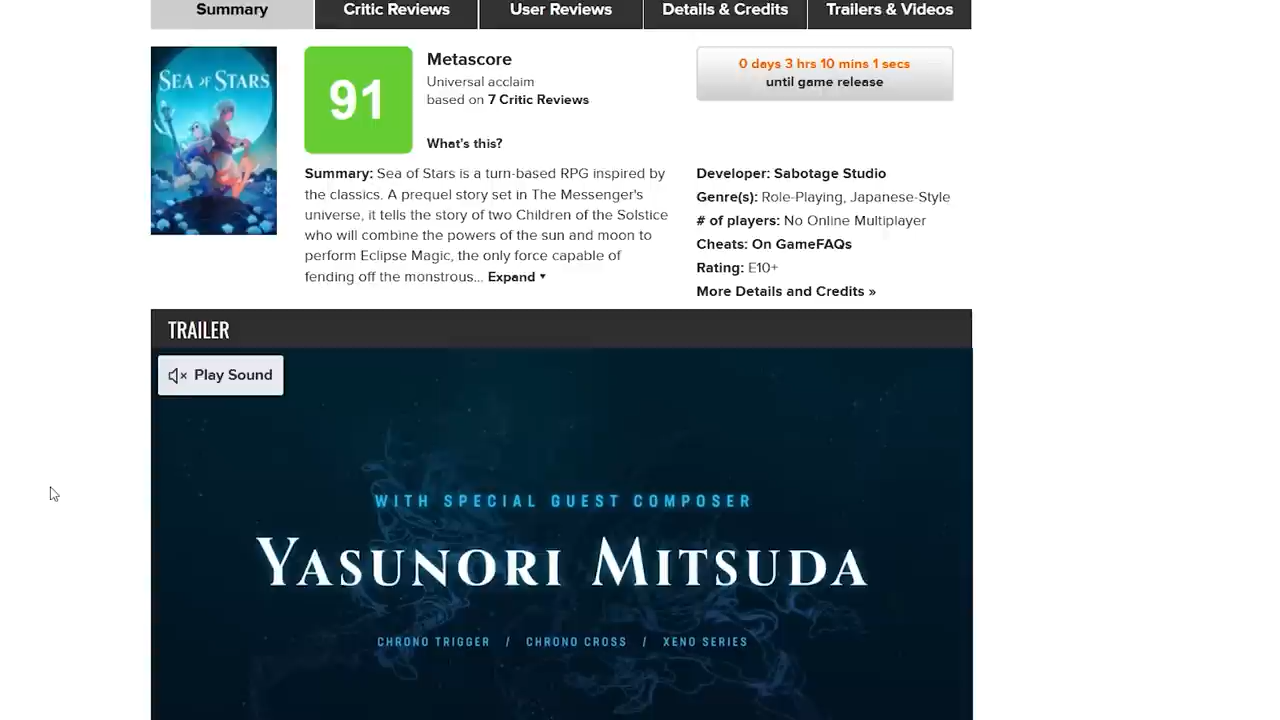 Summary
Critic Reviews
User Reviews
Details & Credits
Trailers & Videos
SEA OF STARS
91
Metascore
Universal acclaim
based on 7 Critic Reviews
What's this?
0 days 3 hrs 10 mins 1 secs
until game release
Summary: Sea of Stars is a turn-based RPG inspired by
the classics. A prequel story set in The Messenger's
universe, it tells the story of two Children of the Solstice
who will combine the powers of the sun and moon to
perform Eclipse Magic, the only force capable of
fending off the monstrous... Expand ▾
Developer: Sabotage Studio
Genre(s): Role-Playing, Japanese-Style
# of players: No Online Multiplayer
Cheats: On GameFAQs
Rating: E10+
More Details and Credits »
TRAILER
Play Sound
WITH SPECIAL GUEST COMPOSER
YASUNORI MITSUDA
CHRONO TRIGGER / CHRONO CROSS / XENO SERIES